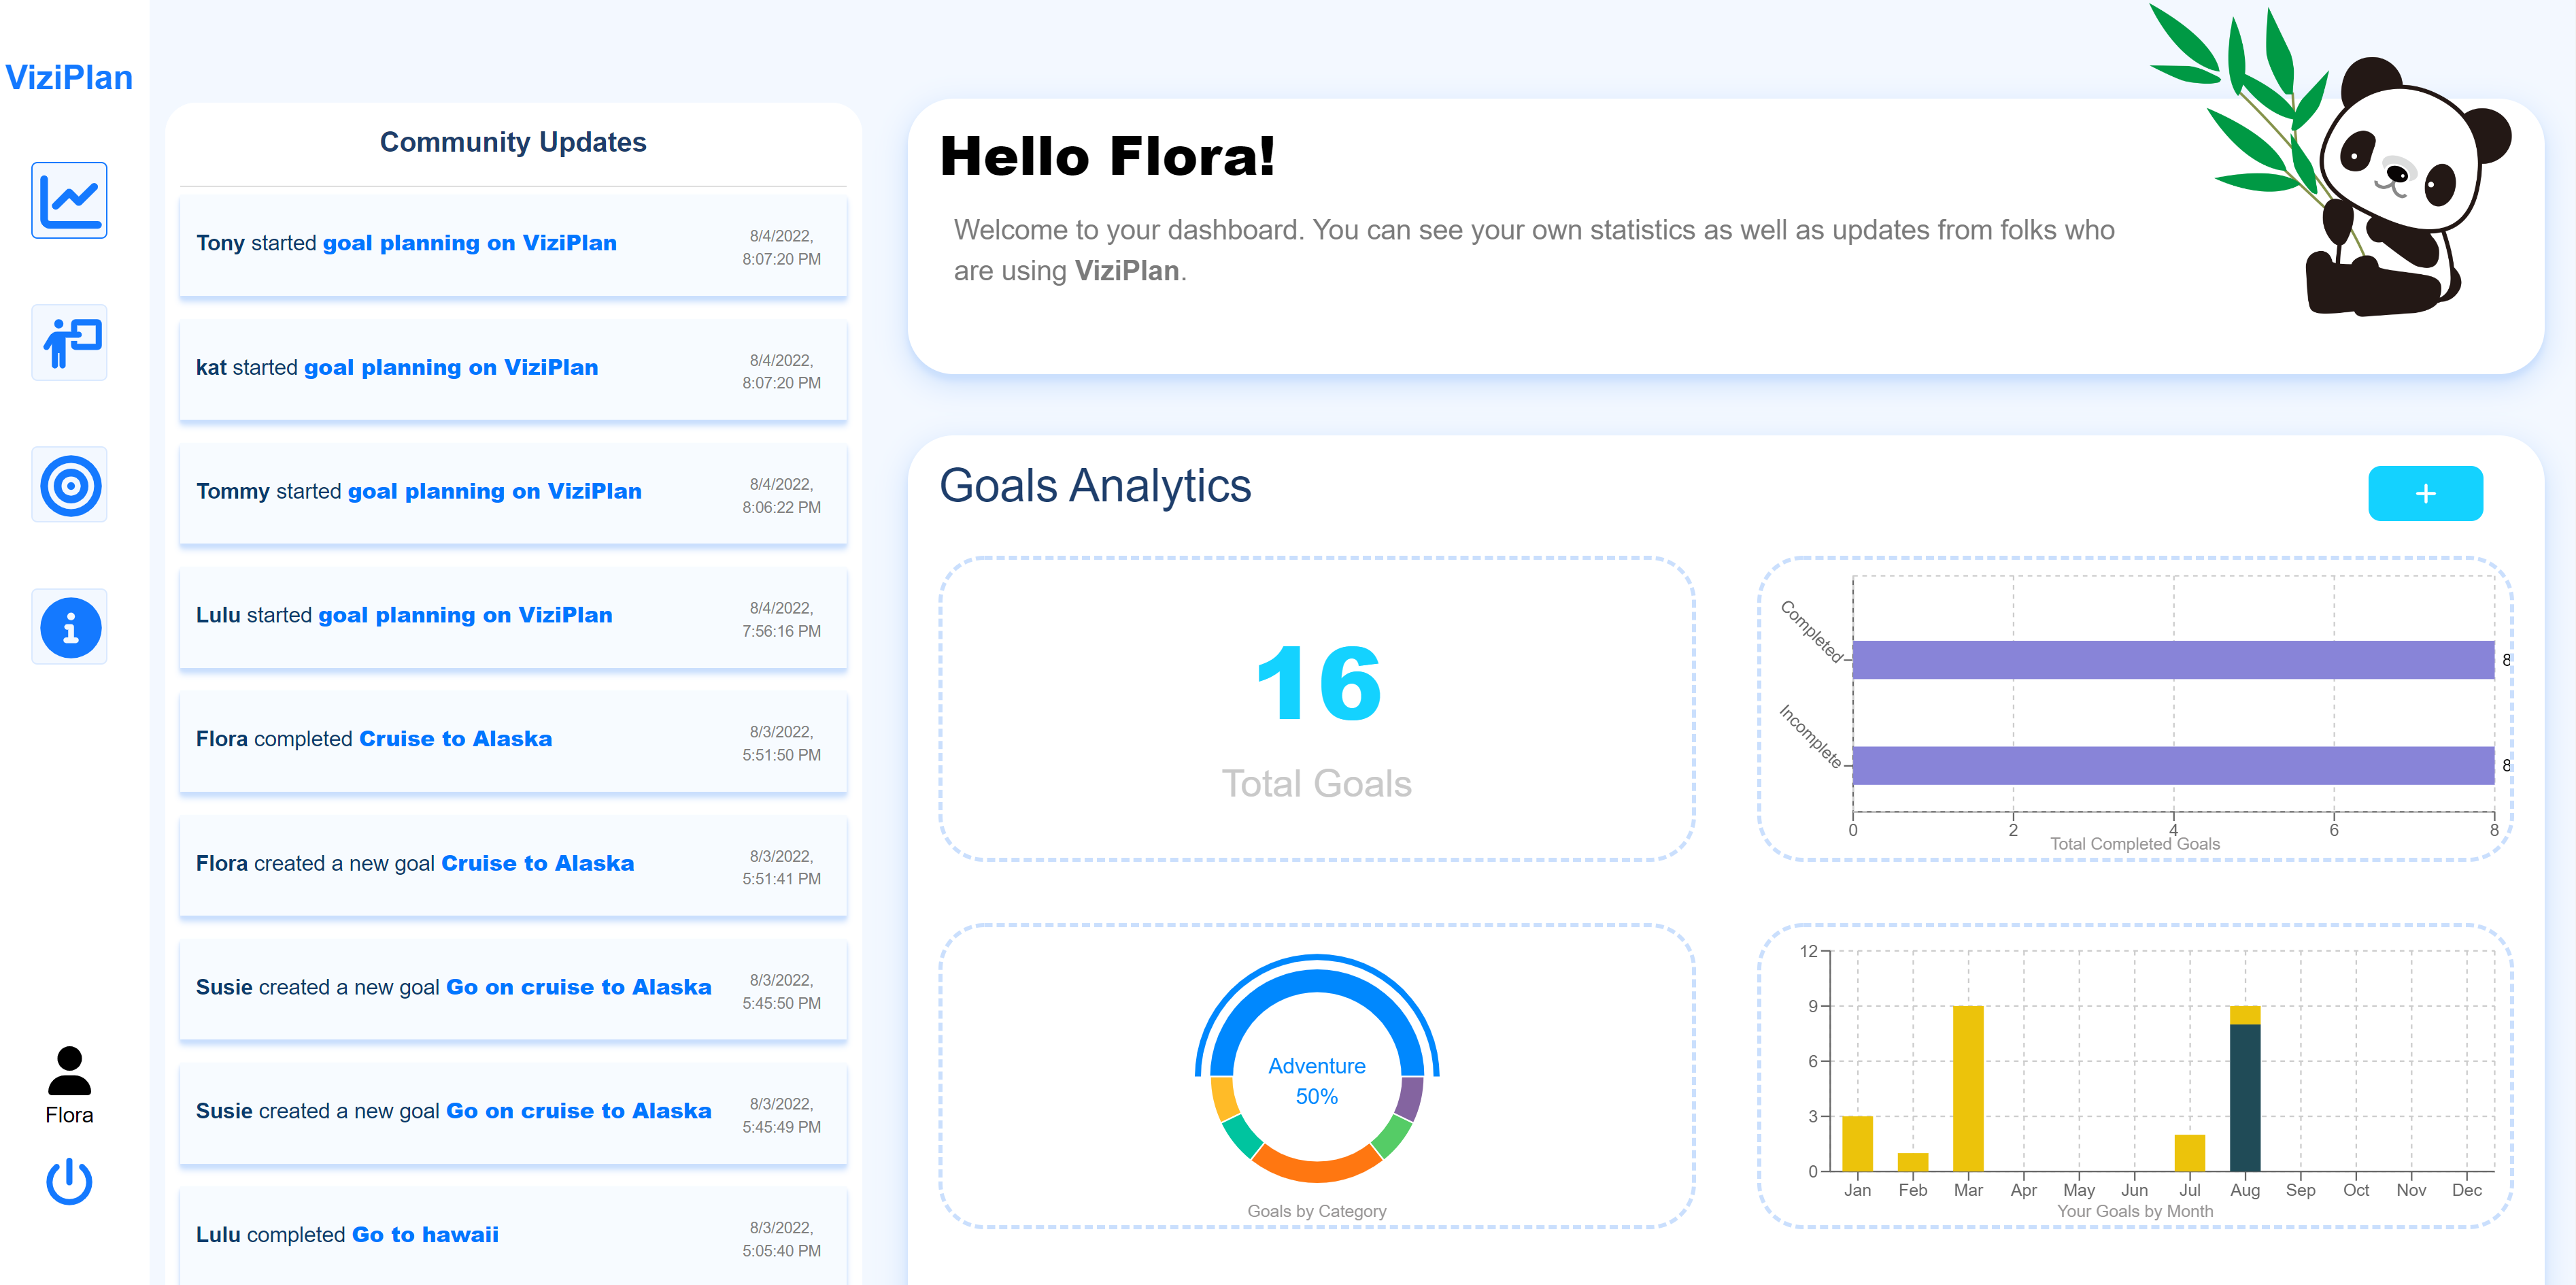 ViziPlan
Flora
Community Updates
Tony started goal planning on ViziPlan
8/4/2022,
8:07:20 PM
kat started goal planning on ViziPlan
8/4/2022,
8:07:20 PM
Tommy started goal planning on ViziPlan
8/4/2022,
8:06:22 PM
Lulu started goal planning on ViziPlan
8/4/2022,
7:56:16 PM
Flora completed Cruise to Alaska
8/3/2022,
5:51:50 PM
Flora created a new goal Cruise to Alaska
8/3/2022,
5:51:41 PM
Susie created a new goal Go on cruise to Alaska
8/3/2022,
5:45:50 PM
Susie created a new goal Go on cruise to Alaska
8/3/2022,
5:45:49 PM
Lulu completed Go to hawaii
8/3/2022,
5:05:40 PM
Hello Flora!
Welcome to your dashboard. You can see your own statistics as well as updates from folks who
are using ViziPlan.
Goals Analytics
+
16
Total Goals
Completed
8
Incomplete
8
0 2 4 6 8
Total Completed Goals
Adventure
50%
Goals by Category
12
9
6
3
0
Jan Feb Mar Apr May Jun Jul Aug Sep Oct Nov Dec
Your Goals by Month